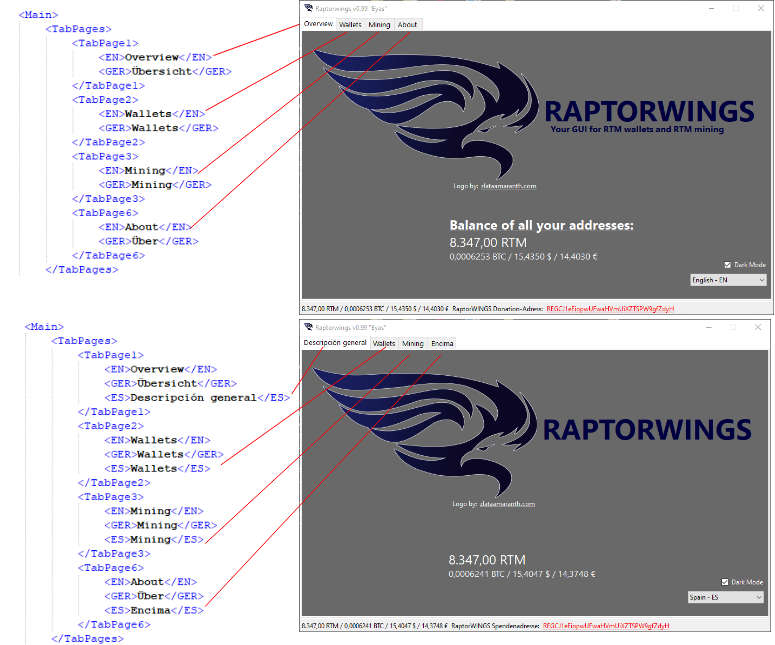 <Main>
<TabPages>
<TabPage1>
<EN>Overview</EN>
<GER>Übersicht</GER>
</TabPage1>
<TabPage2>
<EN>Wallets</EN>
<GER>Wallets</GER>
</TabPage2>
<TabPage3>
<EN>Mining</EN>
<GER>Mining</GER>
</TabPage3>
<TabPage6>
<EN>About</EN>
<GER>Über</GER>
</TabPage6>
</TabPages>
Raptorwings v0.99 "Eyas"
Overview Wallets Mining About
RAPTORWINGS
Your GUI for RTM wallets and RTM mining
Logo by: zlataamaranth.com
Balance of all your addresses:
8.347,00 RTM
0,0006253 BTC / 15,4350 $ / 14,4030 €
Dark Mode
English - EN
8.347,00 RTM / 0,0006253 BTC / 15,4350 $ / 14,4030 € RaptorWINGS Donation-Adress:
<Main>
<TabPages>
<TabPage1>
<EN>Overview</EN>
<GER>Übersicht</GER>
<ES>Descripción general</ES>
</TabPage1>
<TabPage2>
<EN>Wallets</EN>
<GER>Wallets</GER>
<ES>Wallets</ES>
</TabPage2>
<TabPage3>
<EN>Mining</EN>
<GER>Mining</GER>
<ES>Mining</ES>
</TabPage3>
<TabPage6>
<EN>About</EN>
<GER>Über</GER>
<ES>Encima</ES>
</TabPage6>
</TabPages>
Raptorwings v0.99 "Eyas"
Descripción general Wallets Mining Encima
RAPTORWINGS
Logo by: zlataamaranth.com
8.347,00 RTM
0,0006241 BTC / 15,4047 $ / 14,3748 €
Dark Mode
Spain - ES
8.347,00 RTM / 0,0006241 BTC / 15,4047 $ / 14,3748 € RaptorWINGS Spendenadresse: